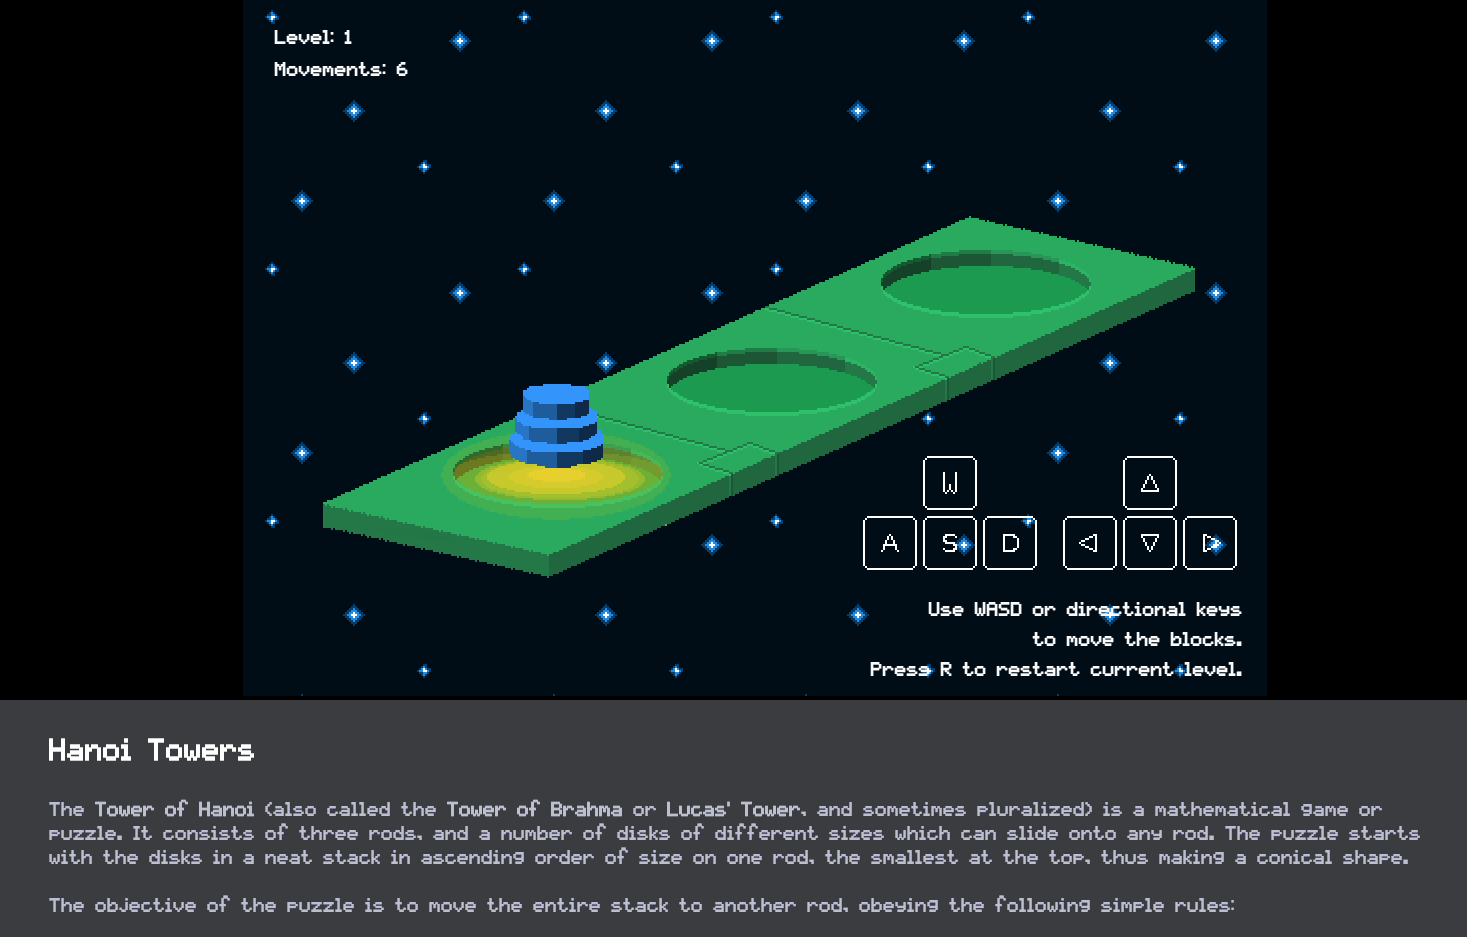 Level: 1
Movements: 6
W
A S D
Use WASD or directional keys
to move the blocks.
Press R to restart current level.
Hanoi Towers
The Tower of Hanoi (also called the Tower of Brahma or Lucas' Tower, and sometimes pluralized) is a mathematical game or
puzzle. It consists of three rods, and a number of disks of different sizes which can slide onto any rod. The puzzle starts
with the disks in a neat stack in ascending order of size on one rod, the smallest at the top, thus making a conical shape.
The objective of the puzzle is to move the entire stack to another rod, obeying the following simple rules: